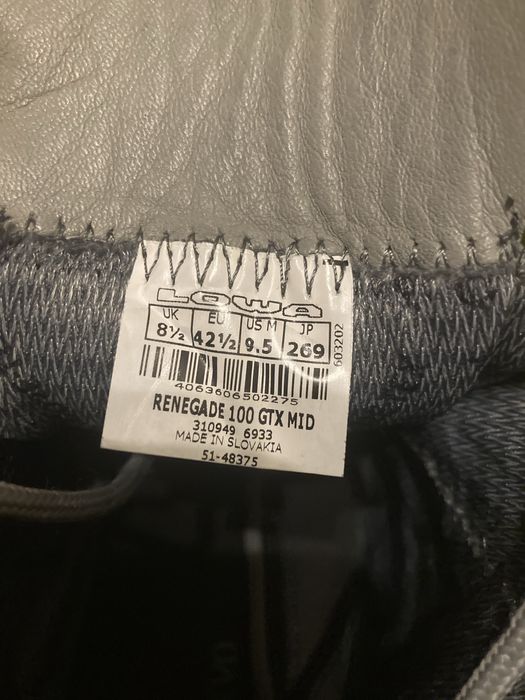 LOWA
UK EU US M JP
8½ 42½ 9.5 269
603202
4063606502275
RENEGADE 100 GTX MID
310949 6933
MADE IN SLOVAKIA
51-48375